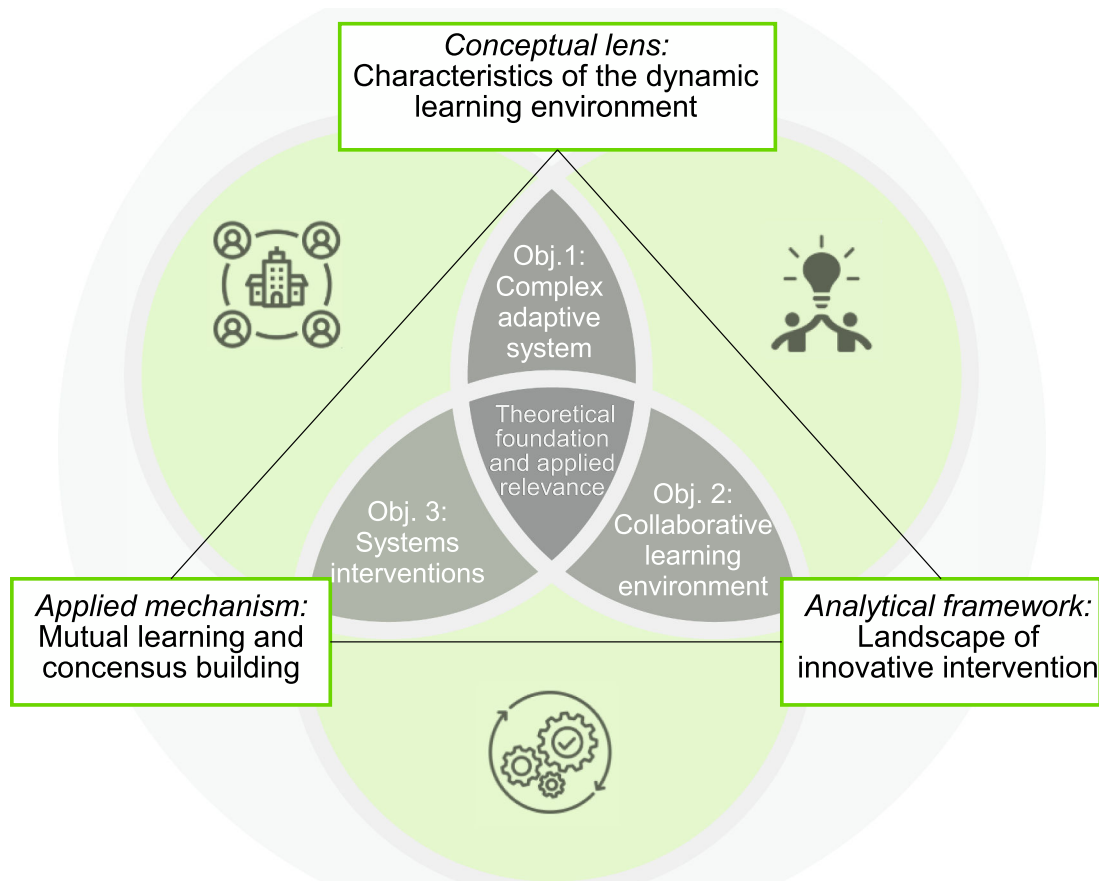 Conceptual lens:
Characteristics of the dynamic
learning environment
Obj.1:
Complex
adaptive
system
Theoretical
foundation
and applied
relevance
Obj. 3:
Systems
interventions
Obj. 2:
Collaborative
learning
environment
Applied mechanism:
Mutual learning and
concensus building
Analytical framework:
Landscape of
innovative intervention